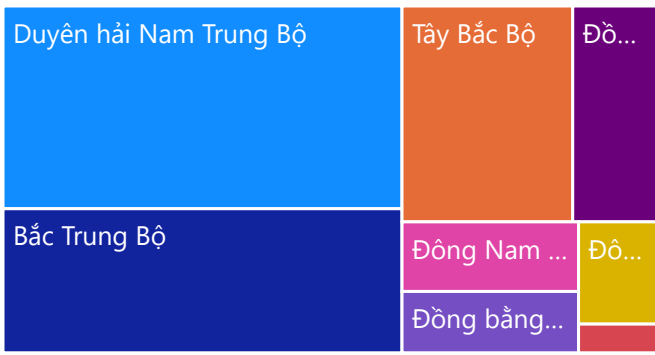 Duyên hải Nam Trung Bộ
Tây Bắc Bộ
Đồ...
Bắc Trung Bộ
Đông Nam ...
Đô...
Đồng bằng...